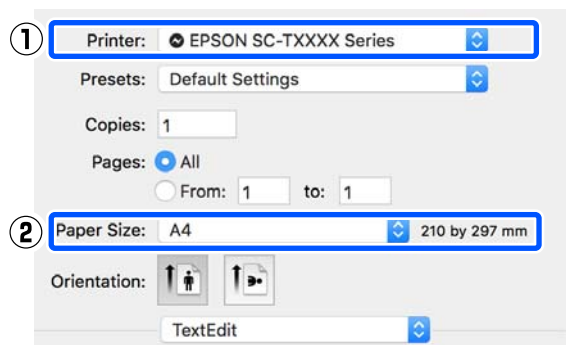 ① Printer: EPSON SC-TXXXX Series
Presets: Default Settings
Copies: 1
Pages: All
From: 1 to: 1
② Paper Size: A4 210 by 297 mm
Orientation:
TextEdit